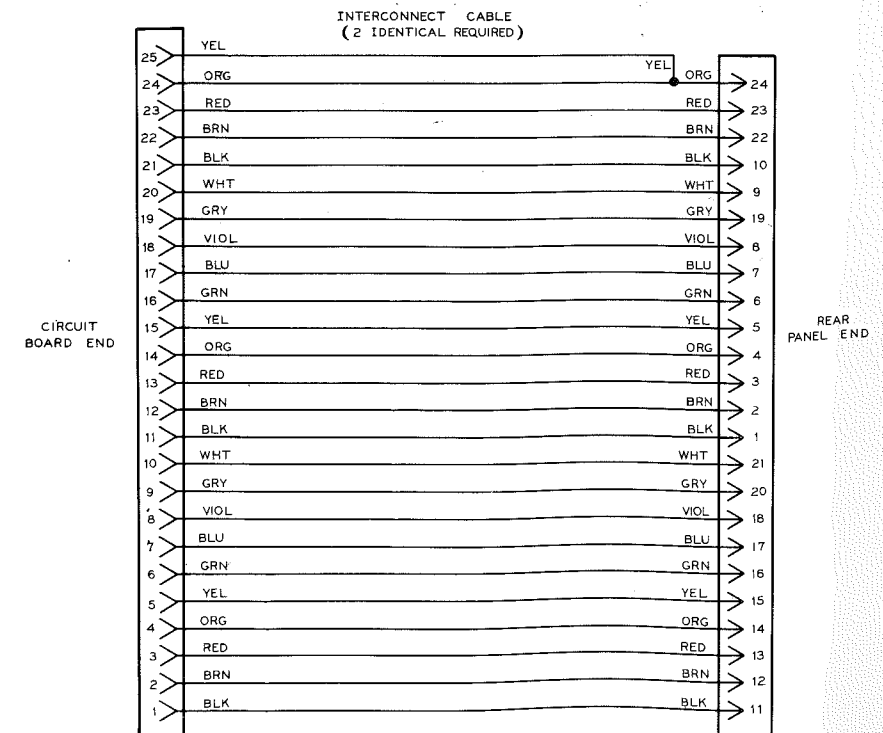 INTERCONNECT CABLE
(2 IDENTICAL REQUIRED)
25 YEL YEL
24 ORG ORG 24
23 RED RED 23
22 BRN BRN 22
21 BLK BLK 10
20 WHT WHT 9
19 GRY GRY 19
18 VIOL VIOL 8
17 BLU BLU 7
16 GRN GRN 6
15 YEL YEL 5
14 ORG ORG 4
13 RED RED 3
12 BRN BRN 2
11 BLK BLK 1
10 WHT WHT 21
9 GRY GRY 20
8 VIOL VIOL 18
7 BLU BLU 17
6 GRN GRN 16
5 YEL YEL 15
4 ORG ORG 14
3 RED RED 13
2 BRN BRN 12
1 BLK BLK 11
CIRCUIT
BOARD END
REAR
PANEL END